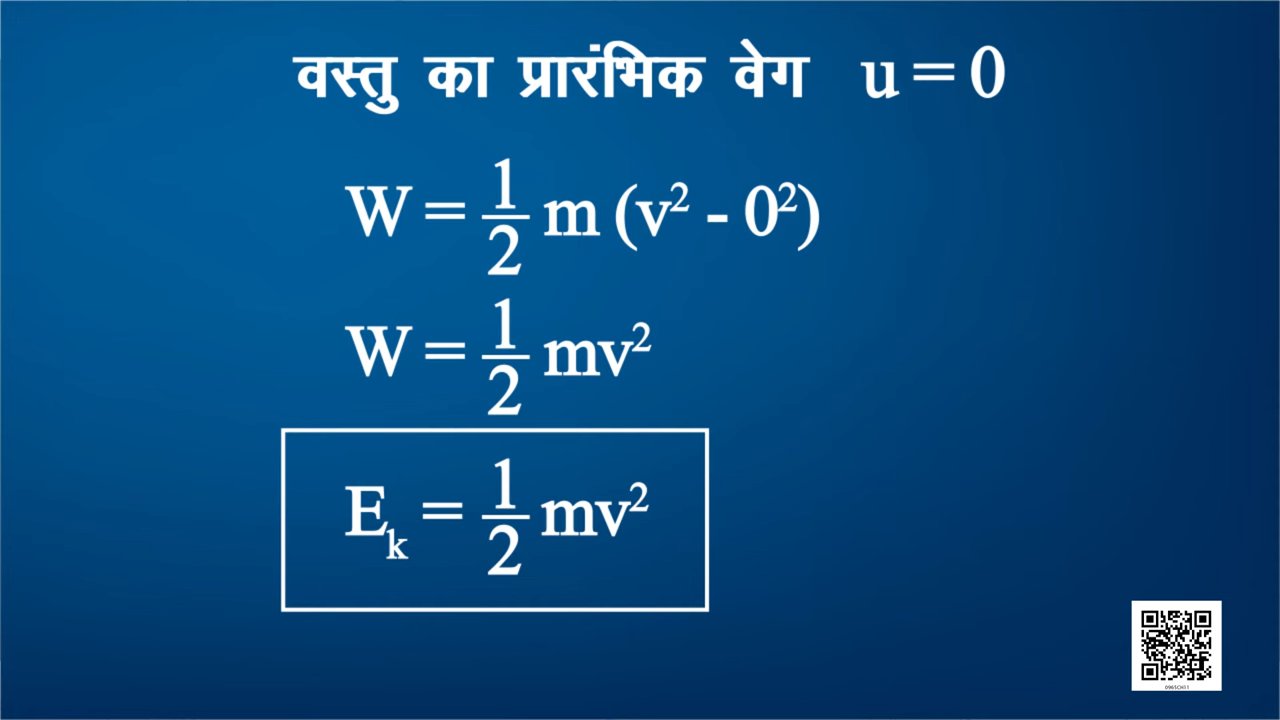 वस्तु का प्रारंभिक वेग u = 0
W = 1/2 m (v² - 0²)
W = 1/2 mv²
Eₖ = 1/2 mv²